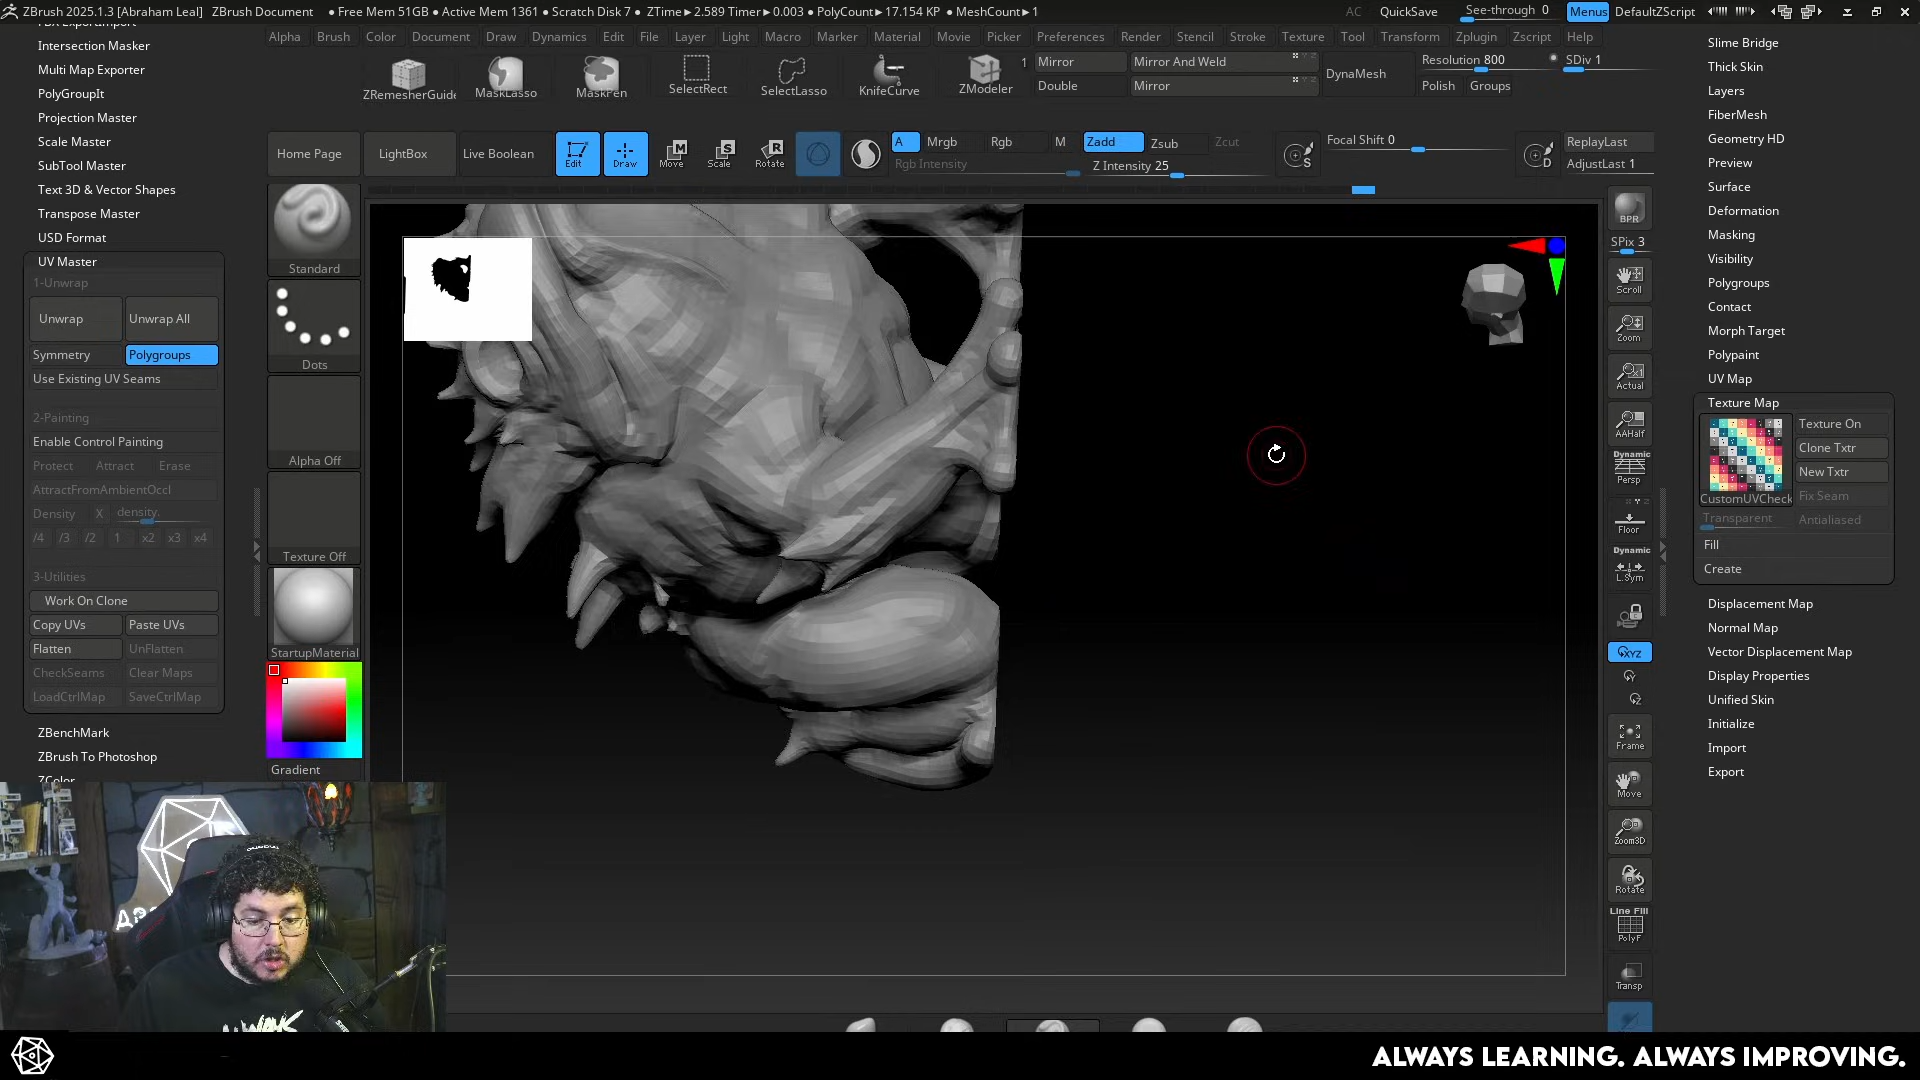 ZBrush 2025.1.3 [Abraham Leal]   ZBrush Document   ● Free Mem 51GB ● Active Mem 1361 ● Scratch Disk 7 ● ZTime►2.589 Timer►0.003 ● PolyCount►17.154 KP ● MeshCount►1   AC   QuickSave   See-through 0   Menus   DefaultZScript
Alpha Brush Color Document Draw Dynamics Edit File Layer Light Macro Marker Material Movie Picker Preferences Render Stencil Stroke Texture Tool Transform Zplugin Zscript Help
Intersection Masker
Multi Map Exporter
PolyGroupIt
Projection Master
Scale Master
SubTool Master
Text 3D & Vector Shapes
Transpose Master
USD Format
UV Master
1-Unwrap
Unwrap Unwrap All
Symmetry Polygroups
Use Existing UV Seams
2-Painting
Enable Control Painting
Protect Attract Erase
AttractFromAmbientOccl
Density X density.
/4 /3 /2 1 x2 x3 x4
3-Utilities
Work On Clone
Copy UVs Paste UVs
Flatten UnFlatten
CheckSeams Clear Maps
LoadCtrlMap SaveCtrlMap
ZBenchMark
ZBrush To Photoshop
ZColor
ZRemesherGuide MaskLasso MaskPen SelectRect SelectLasso KnifeCurve ZModeler
1 Mirror Mirror And Weld
Double Mirror
DynaMesh
Resolution 800 SDiv 1
Polish Groups
Home Page LightBox Live Boolean
Edit Draw Move Scale Rotate
M S R
A Mrgb Rgb M Zadd Zsub Zcut
Rgb Intensity Z Intensity 25
S Focal Shift 0
D ReplayLast
AdjustLast 1
Standard
Dots
Alpha Off
Texture Off
StartupMaterial
Gradient
BPR
SPix 3
Scroll
Zoom
Actual
AAHalf
Dynamic
Persp
Floor
Dynamic
L.Sym
XYZ
Y
Z
Frame
Move
Zoom3D
Rotate
Line Fill
PolyF
Transp
Slime Bridge
Thick Skin
Layers
FiberMesh
Geometry HD
Preview
Surface
Deformation
Masking
Visibility
Polygroups
Contact
Morph Target
Polypaint
UV Map
Texture Map
Texture On
Clone Txtr
New Txtr
CustomUVCheck Fix Seam
Transparent Antialiased
Fill
Create
Displacement Map
Normal Map
Vector Displacement Map
Display Properties
Unified Skin
Initialize
Import
Export
ALWAYS LEARNING. ALWAYS IMPROVING.